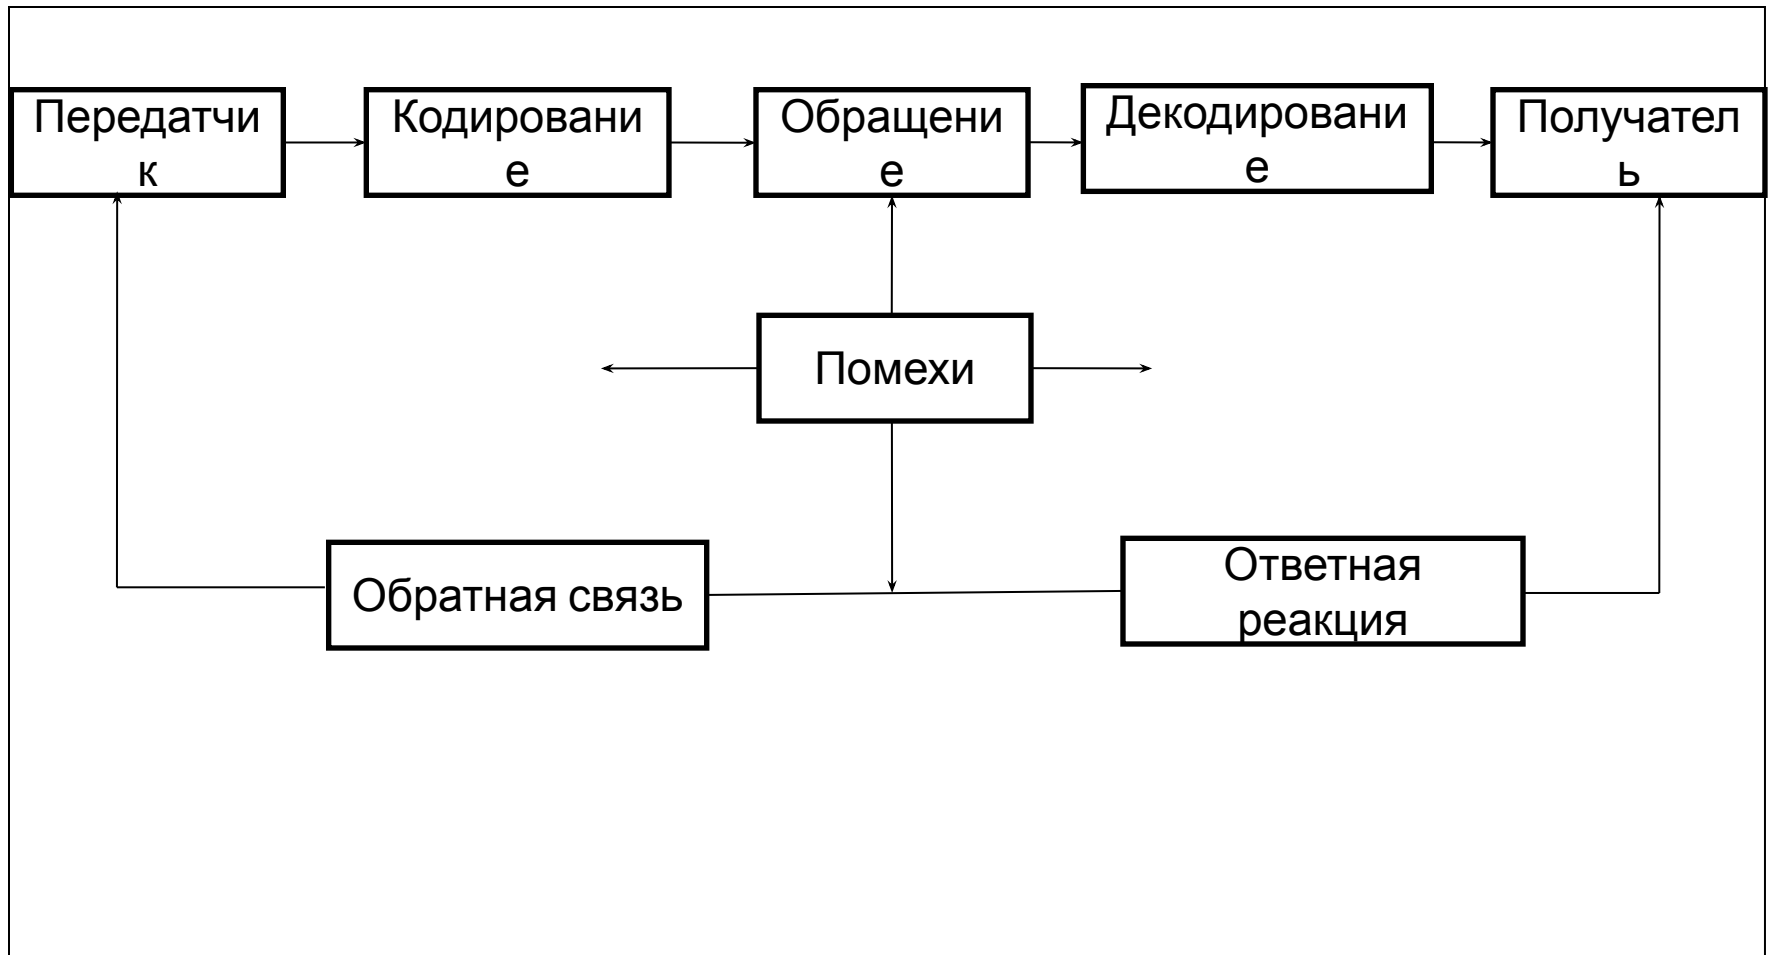 Передатчи
к
Кодировани
е
Обращени
е
Декодировани
е
Получател
ь
Помехи
Обратная связь
Ответная
реакция